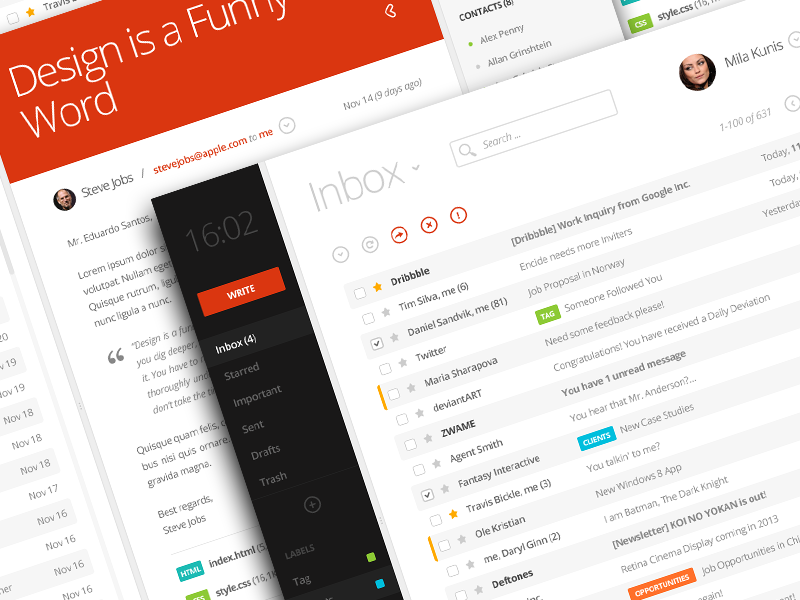 Travis B
Design is a Funny
Word
Nov 14 (9 days ago)
Steve Jobs / stevejobs@apple.com to me
Mr. Eduardo Santos,
Lorem ipsum dolor s
voluptat. Nullam eget
Quisque rutrum, ligu
nunc ligula a nunc.
"Design is a fun
you dig deeper,
it. You have to
thoroughly und
don't take the t
Quisque quam felis, c
bus nisi quis ornare.
gravida magna.
Best regards,
Steve Jobs
HTML index.html (5.
style.css (16,1k
20
Nov 19
Nov 19
Nov 18
Nov 18
Nov 18
Nov 17
Nov 16
Nov 16
Nov 16
Nov 16
CONTACTS (8)
Alex Penny
Allan Grinshtein
CSS style.css (16,
16:02
WRITE
Inbox (4)
Starred
Important
Sent
Drafts
Trash
LABELS
Tag
Mila Kunis
Inbox
Search ...
1-100 of 631
Dribbble [Dribbble] Work Inquiry from Google Inc. Today, 11
Tim Silva, me (6) Encide needs more Inviters Today,
Daniel Sandvik, me (81) Job Proposal in Norway Yesterda
Twitter TAG Someone Followed You
Maria Sharapova Need some feedback please!
deviantART Congratulations! You have received a Daily Deviation
ZWAME You have 1 unread message
Agent Smith You hear that Mr. Anderson?...
Fantasy Interactive CLIENTS New Case Studies
Travis Bickle, me (3) You talkin' to me?
Ole Kristian New Windows 8 App
me, Daryl Ginn (2) I am Batman, The Dark Knight
Deftones [Newsletter] KOI NO YOKAN is out!
Retina Cinema Display coming in 2013
OPPORTUNITIES Job Opportunities in Chi